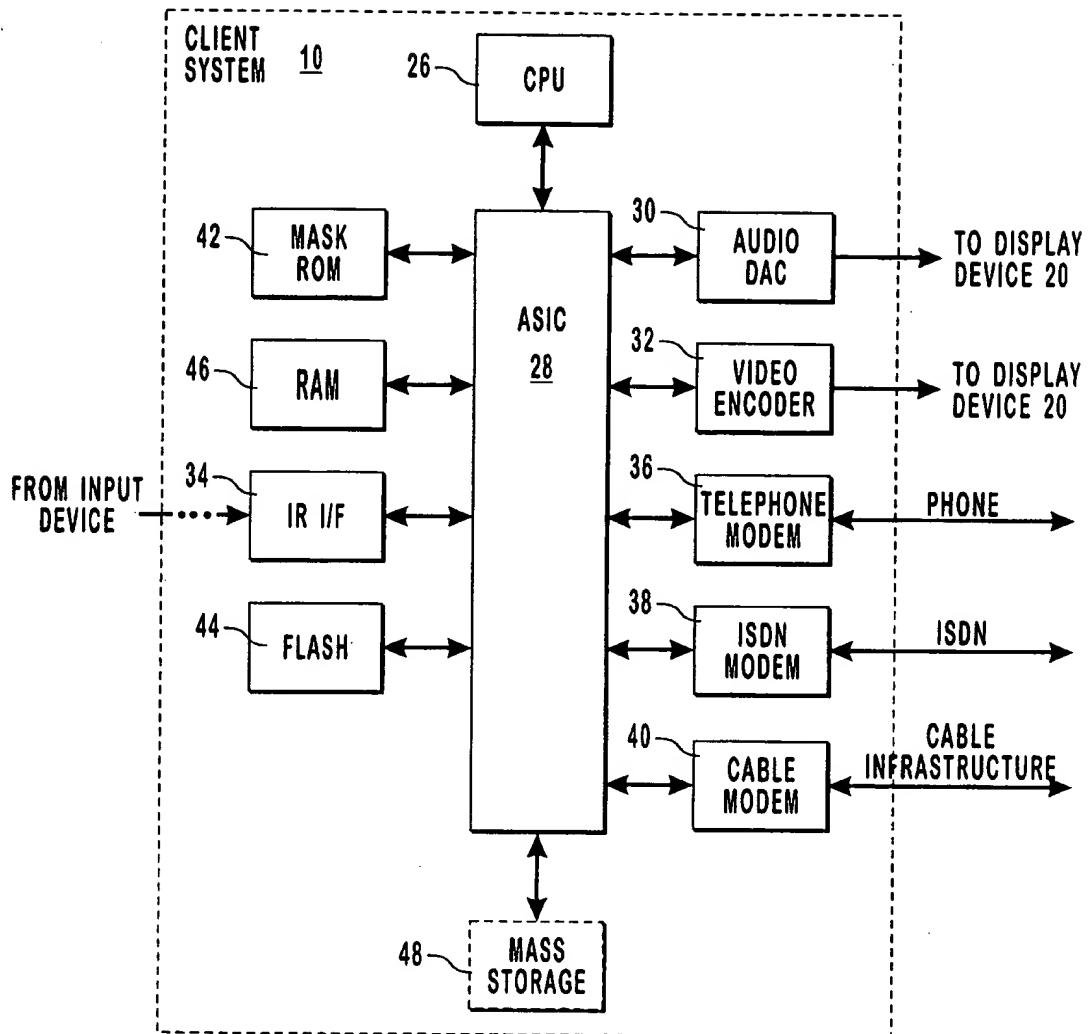 CLIENT
SYSTEM 10
26
CPU
42
MASK
ROM
30
AUDIO
DAC
TO DISPLAY
DEVICE 20
ASIC
28
46
RAM
32
VIDEO
ENCODER
TO DISPLAY
DEVICE 20
FROM INPUT
DEVICE
34
IR I/F
36
TELEPHONE
MODEM
PHONE
44
FLASH
38
ISDN
MODEM
ISDN
40
CABLE
MODEM
CABLE
INFRASTRUCTURE
48
MASS
STORAGE